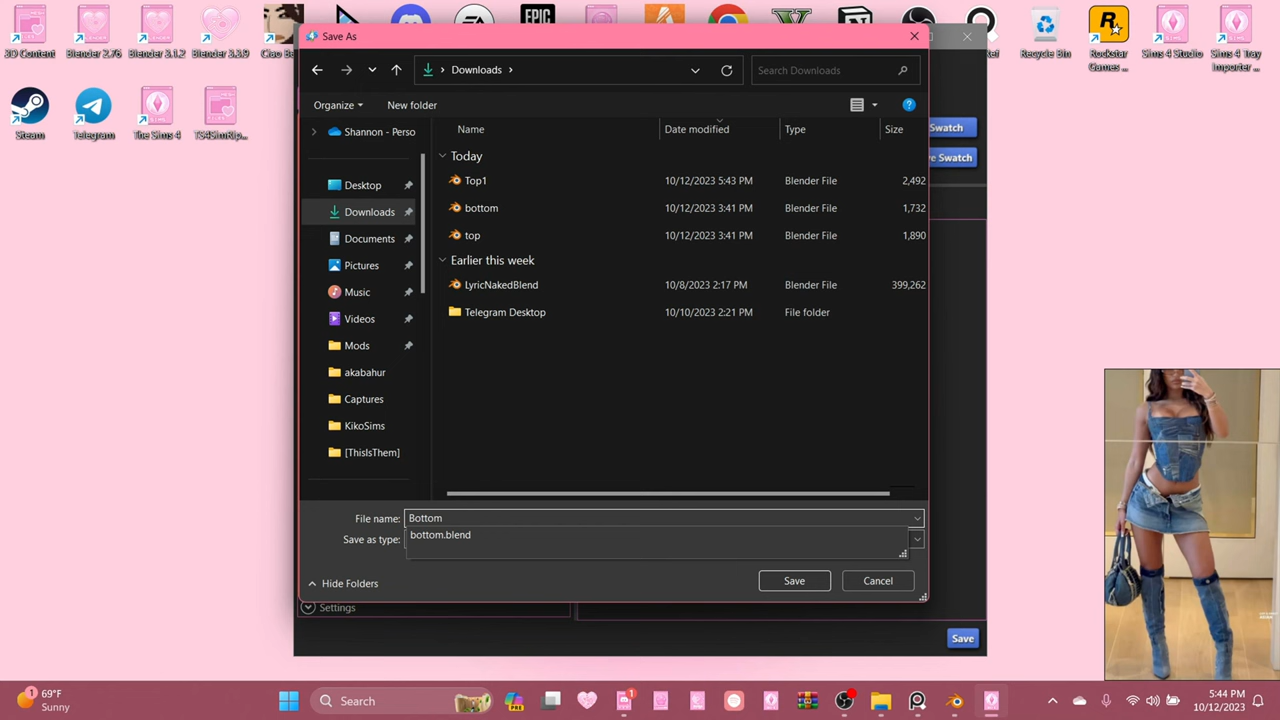 3D Content
Blender 2.76
Blender 3.1.2
Blender 3.3.9
Ciao Be
EPIC
Ref
Recycle Bin
R
Rockstar
Games ...
Sims 4 Studio
Sims 4 Tray
Importer ...
Steam
Telegram
The Sims 4
TS4SimRip...
Save As
Downloads
Search Downloads
Organize
New folder
Swatch
e Swatch
Shannon - Perso
Desktop
Downloads
Documents
Pictures
Music
Videos
Mods
akabahur
Captures
KikoSims
[ThisIsThem]
Name Date modified Type Size
Today
Top1 10/12/2023 5:43 PM Blender File 2,492
bottom 10/12/2023 3:41 PM Blender File 1,732
top 10/12/2023 3:41 PM Blender File 1,890
Earlier this week
LyricNakedBlend 10/8/2023 2:17 PM Blender File 399,262
Telegram Desktop 10/10/2023 2:21 PM File folder
File name: Bottom
Save as type:
bottom.blend
Hide Folders
Save
Cancel
Settings
Save
1
69°F
Sunny
Search
1
5:44 PM
10/12/2023